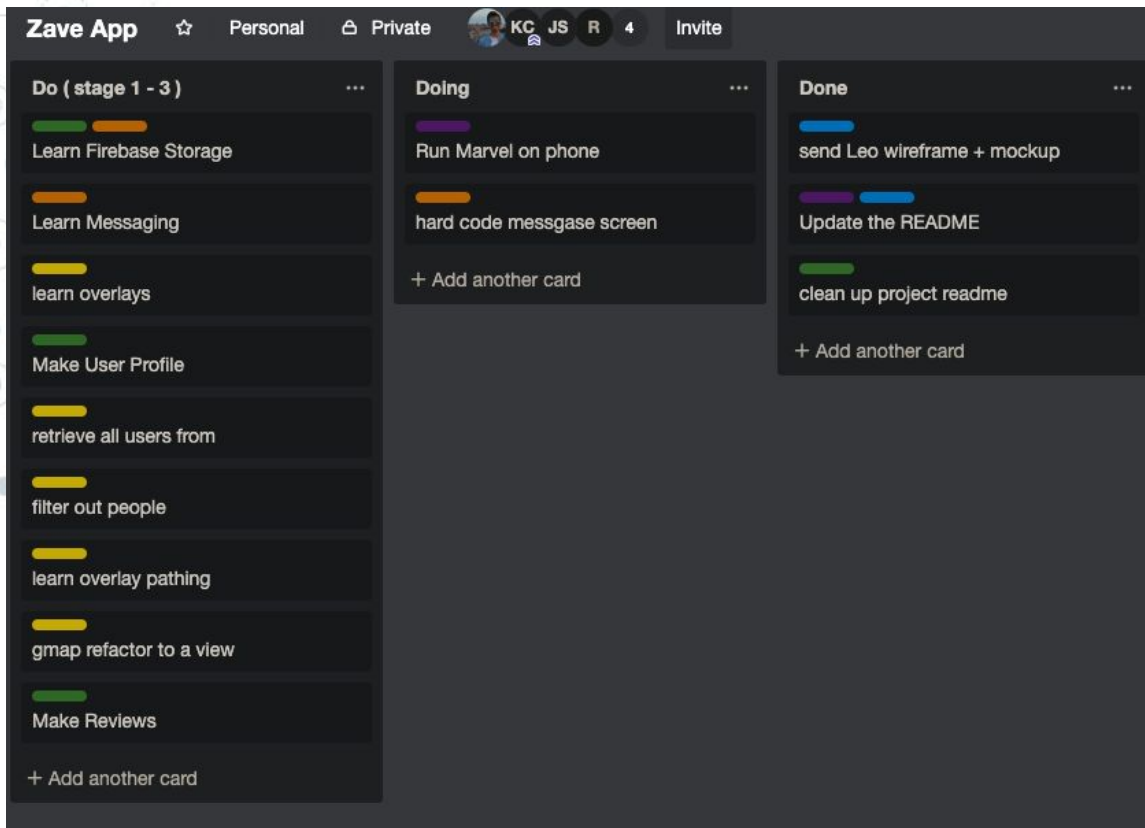 Zave App Personal Private KC JS R 4 Invite
Do ( stage 1 - 3 ) ...
Learn Firebase Storage
Learn Messaging
learn overlays
Make User Profile
retrieve all users from
filter out people
learn overlay pathing
gmap refactor to a view
Make Reviews
+ Add another card
Doing ...
Run Marvel on phone
hard code messgase screen
+ Add another card
Done ...
send Leo wireframe + mockup
Update the README
clean up project readme
+ Add another card